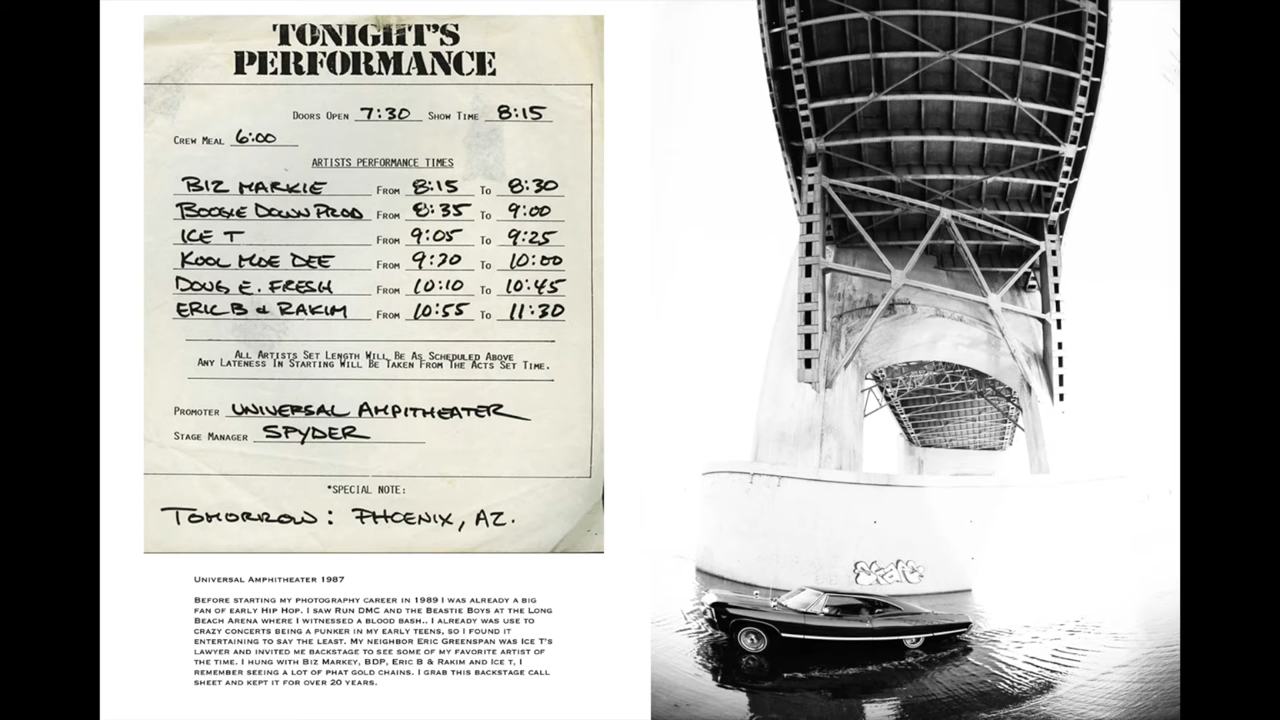 TONIGHT'S
PERFORMANCE
DOORS OPEN 7:30 SHOW TIME 8:15
CREW MEAL 6:00
ARTISTS PERFORMANCE TIMES
BIZ MARKIE FROM 8:15 TO 8:30
BOOGIE DOWN PROD FROM 8:35 TO 9:00
ICE T FROM 9:05 TO 9:25
KOOL MOE DEE FROM 9:30 TO 10:00
DOUG E. FRESH FROM 10:10 TO 10:45
ERIC B & RAKIM FROM 10:55 TO 11:30
ALL ARTISTS SET LENGTH WILL BE AS SCHEDULED ABOVE
ANY LATENESS IN STARTING WILL BE TAKEN FROM THE ACTS SET TIME.
PROMOTER UNIVERSAL AMPITHEATER
STAGE MANAGER SPYDER
*SPECIAL NOTE:
TOMORROW: PHOENIX, AZ.
UNIVERSAL AMPHITHEATER 1987
BEFORE STARTING MY PHOTOGRAPHY CAREER IN 1989 I WAS ALREADY A BIG
FAN OF EARLY HIP HOP. I SAW RUN DMC AND THE BEASTIE BOYS AT THE LONG
BEACH ARENA WHERE I WITNESSED A BLOOD BASH.. I ALREADY WAS USE TO
CRAZY CONCERTS BEING A PUNKER IN MY EARLY TEENS, SO I FOUND IT
ENTERTAINING TO SAY THE LEAST. MY NEIGHBOR ERIC GREENSPAN WAS ICE T'S
LAWYER AND INVITED ME BACKSTAGE TO SEE SOME OF MY FAVORITE ARTIST OF
THE TIME. I HUNG WITH BIZ MARKEY, BDP, ERIC B & RAKIM AND ICE T, I
REMEMBER SEEING A LOT OF PHAT GOLD CHAINS. I GRAB THIS BACKSTAGE CALL
SHEET AND KEPT IT FOR OVER 20 YEARS.